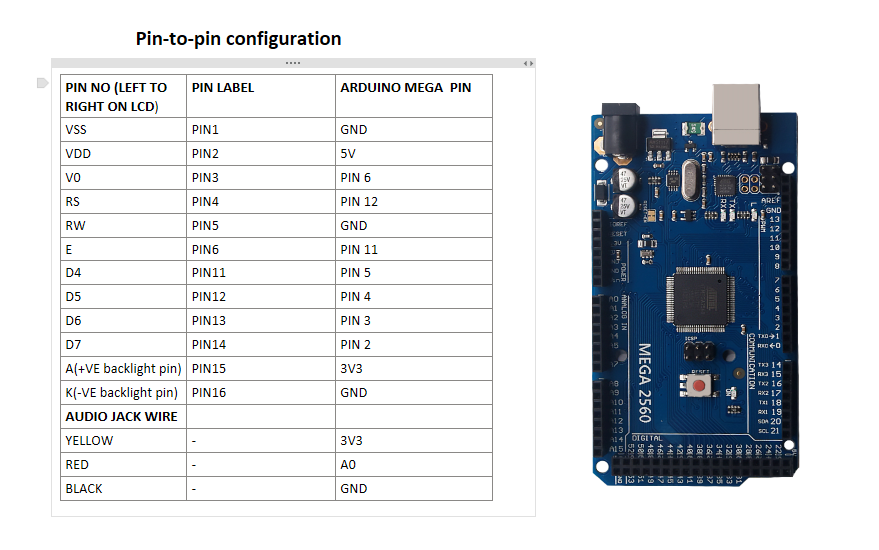 Pin-to-pin configuration
PIN NO (LEFT TO RIGHT ON LCD) PIN LABEL ARDUINO MEGA PIN
VSS PIN1 GND
VDD PIN2 5V
V0 PIN3 PIN 6
RS PIN4 PIN 12
RW PIN5 GND
E PIN6 PIN 11
D4 PIN11 PIN 5
D5 PIN12 PIN 4
D6 PIN13 PIN 3
D7 PIN14 PIN 2
A(+VE backlight pin) PIN15 3V3
K(-VE backlight pin) PIN16 GND
AUDIO JACK WIRE
YELLOW - 3V3
RED - A0
BLACK - GND
AREF
GND
13
12
11
10
9
8
7
6
5
4
3
2
TX0→1
RX0←0
TX3 14
RX3 15
TX2 16
RX2 17
TX1 18
RX1 19
SDA 20
SCL 21
COMMUNICATION
POWER
ANALOG IN
MEGA 2560
ICSP
RESET
DIGITAL